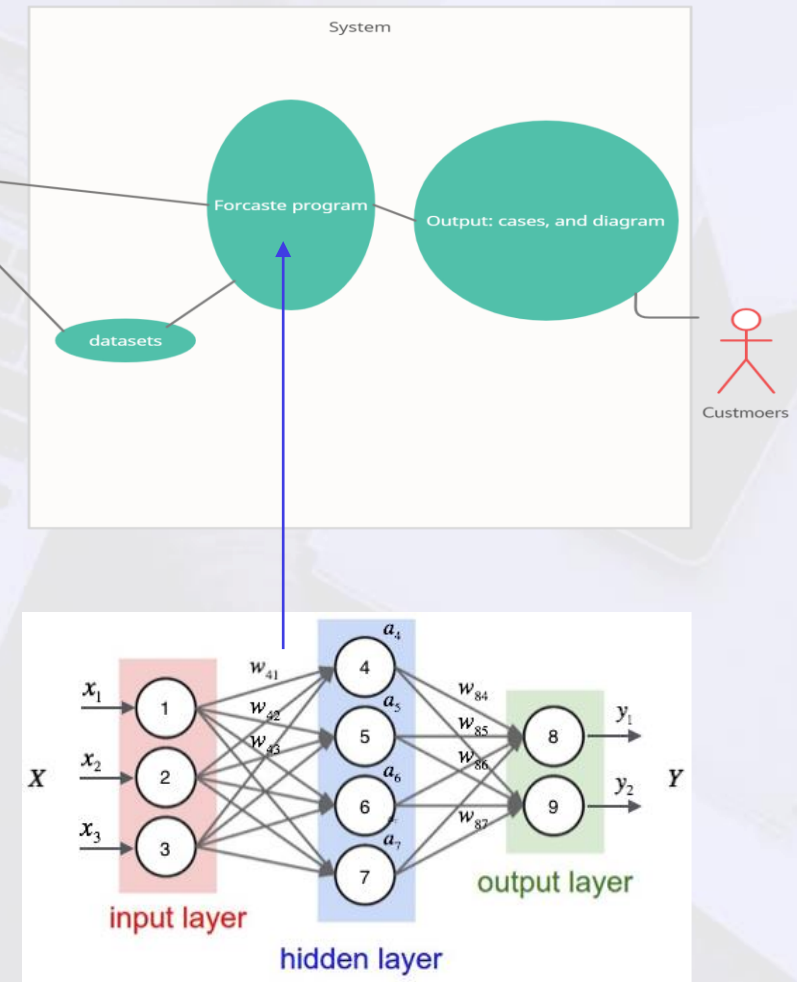 System
Forcaste program
Output: cases, and diagram
datasets
Custmoers
a₄
w₄₁
x₁
1
4
w₈₄
w₄₂
a₅
w₈₅
y₁
w₄₃
5
8
X
x₂
2
a₆
w₈₆
Y
6
9
y₂
x₃
3
a₇
w₈₇
7
output layer
input layer
hidden layer